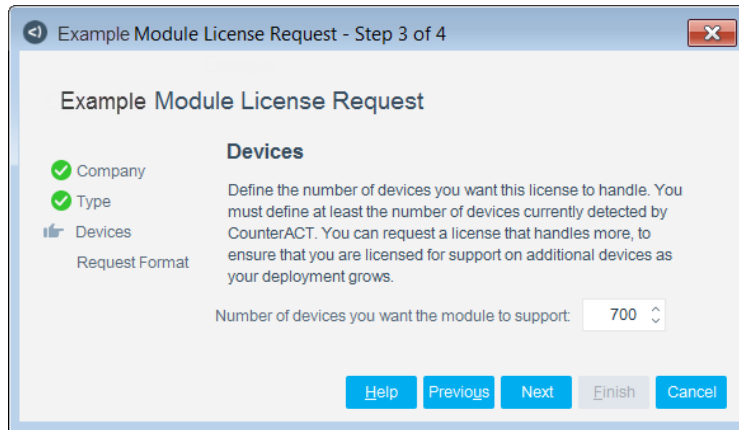 Example Module License Request - Step 3 of 4
Example Module License Request
Company
Type
Devices
Request Format
Devices
Define the number of devices you want this license to handle. You
must define at least the number of devices currently detected by
CounterACT. You can request a license that handles more, to
ensure that you are licensed for support on additional devices as
your deployment grows.
Number of devices you want the module to support: 700
Help Previous Next Finish Cancel